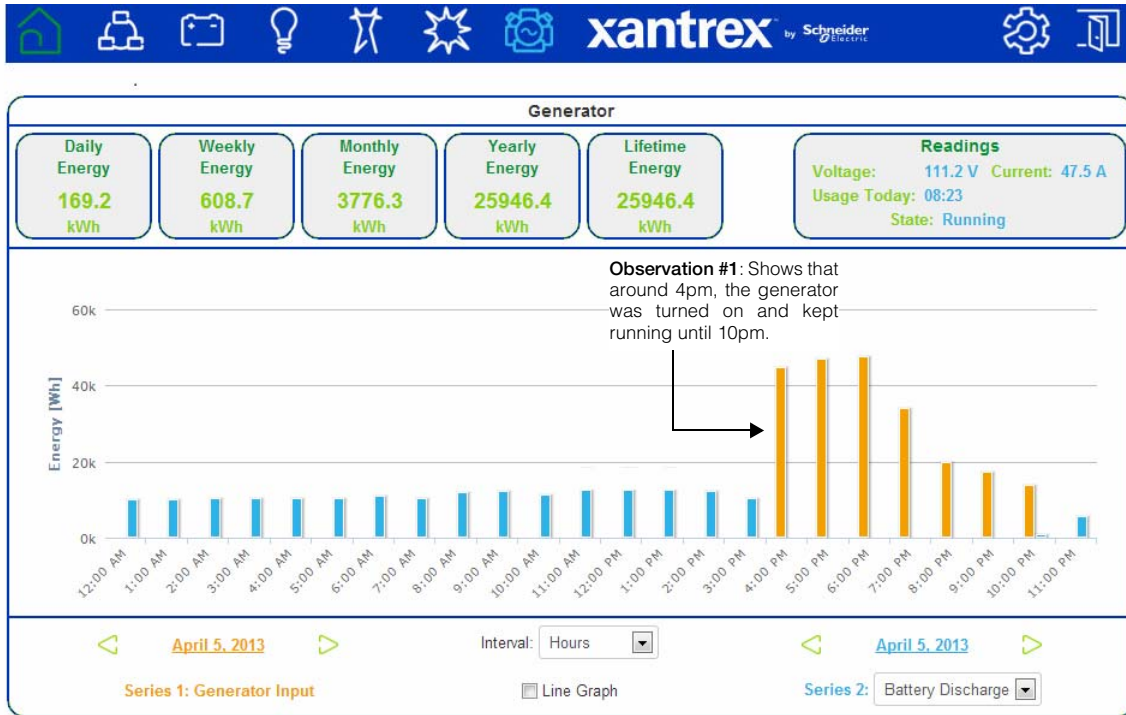 xantrex by Schneider Electric
Generator
Daily Energy
169.2
kWh
Weekly Energy
608.7
kWh
Monthly Energy
3776.3
kWh
Yearly Energy
25946.4
kWh
Lifetime Energy
25946.4
kWh
Readings
Voltage: 111.2 V Current: 47.5 A
Usage Today: 08:23
State: Running
Observation #1: Shows that
around 4pm, the generator
was turned on and kept
running until 10pm.
Energy [Wh]
60k
40k
20k
0k
12:00 AM
1:00 AM
2:00 AM
3:00 AM
4:00 AM
5:00 AM
6:00 AM
7:00 AM
8:00 AM
9:00 AM
10:00 AM
11:00 AM
12:00 PM
1:00 PM
2:00 PM
3:00 PM
4:00 PM
5:00 PM
6:00 PM
7:00 PM
8:00 PM
9:00 PM
10:00 PM
11:00 PM
April 5, 2013
Interval: Hours
April 5, 2013
Series 1: Generator Input
Line Graph
Series 2: Battery Discharge